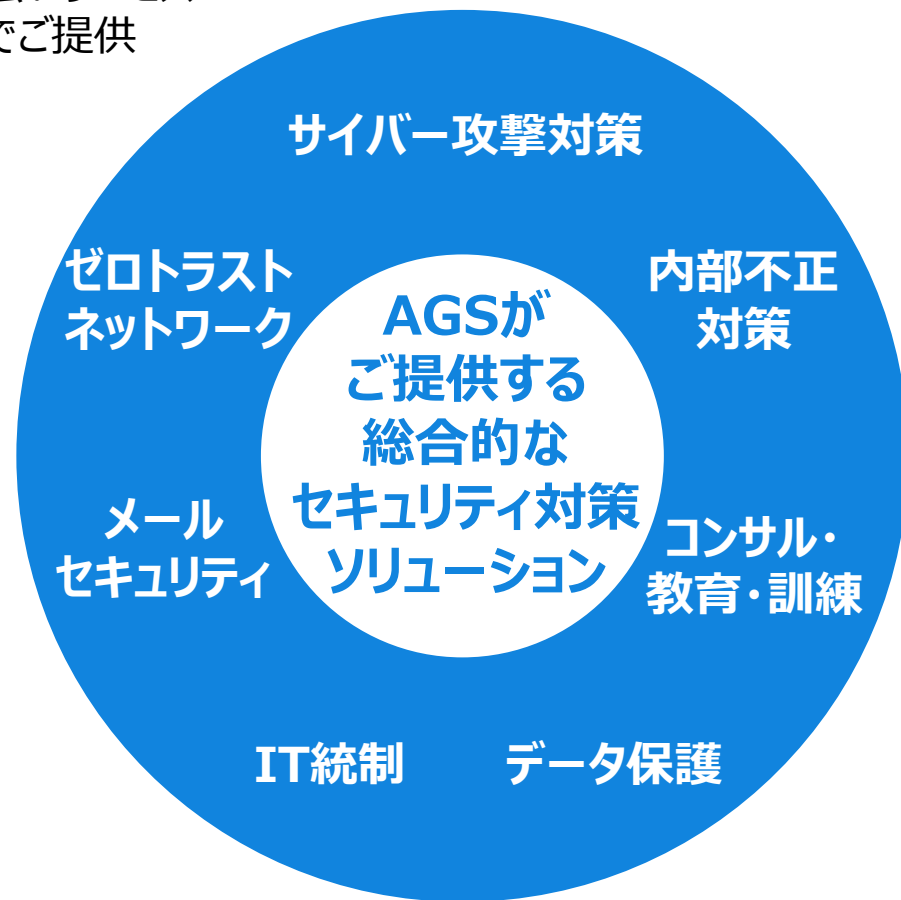 でご提供
サイバー攻撃対策
ゼロトラスト
ネットワーク
内部不正
対策
AGSが
ご提供する
総合的な
セキュリティ対策
ソリューション
メール
セキュリティ
コンサル・
教育・訓練
IT統制
データ保護